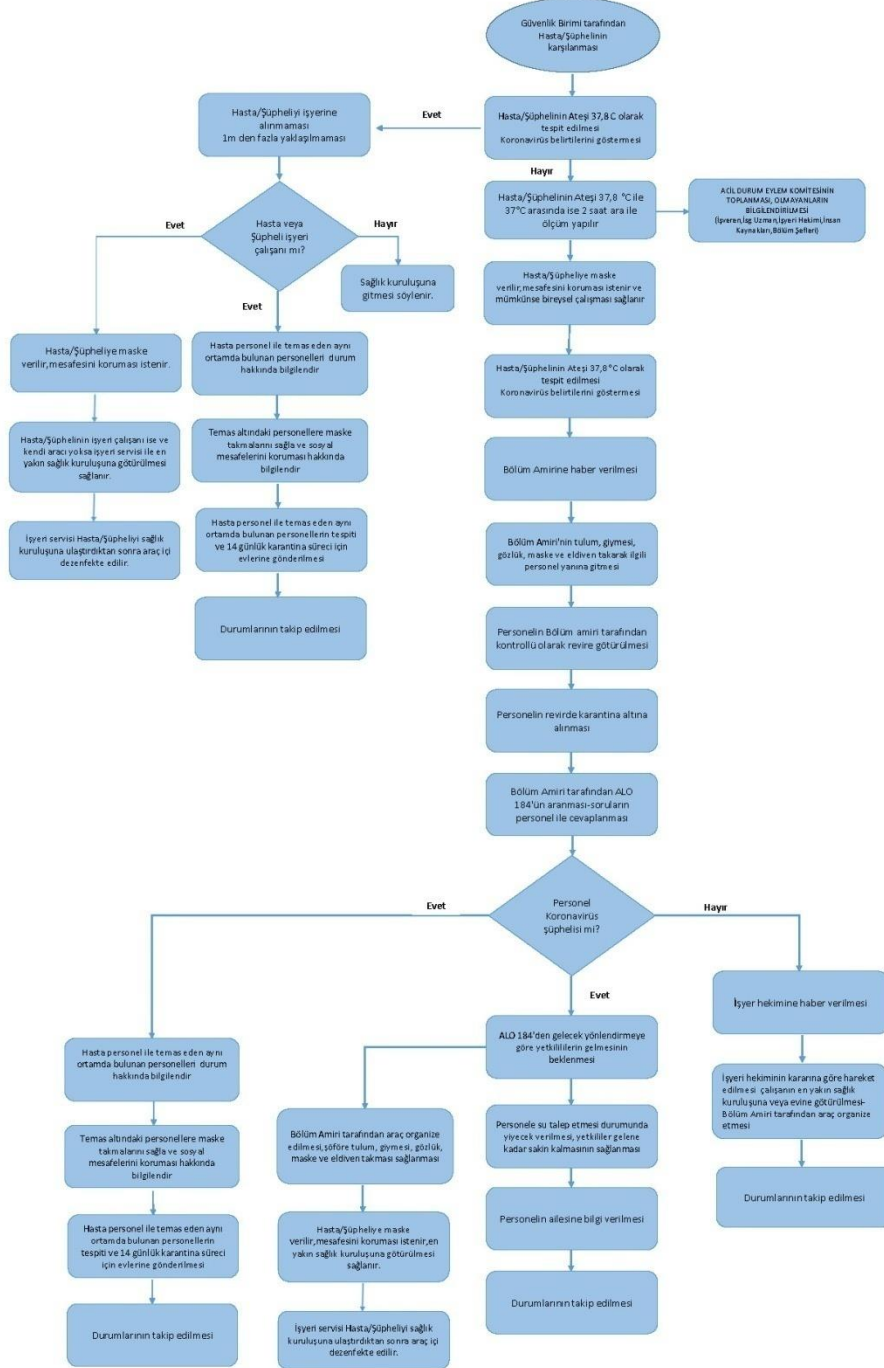 Güvenlik Birimi tarafından
Hasta/Şüphelinin
karşılanması
Hasta/Şüphelinin Ateşi 37,8 C olarak
tespit edilmesi
Koronavirüs belirtilerini göstermesi
Evet
Hasta/Şüpheliyi işyerine
alınmaması
1m den fazla yaklaşılmaması
Hayır
Hasta/Şüphelinin Ateşi 37,8 °C ile
37°C arasında ise 2 saat ara ile
ölçüm yapılır
ACİL DURUM EYLEM KOMİTESİNİN
TOPLANMASI, OLMAYANLARIN
BİLGİLENDİRİLMESİ
(İşveren,İsg Uzman,İşyeri Hekimi,İnsan
Kaynakları,Bölüm Şefleri)
Hasta veya
Şüpheli işyeri
çalışanı mı?
Evet
Hayır
Sağlık kuruluşuna
gitmesi söylenir.
Evet
Hasta/Şüpheliye maske
verilir,mesafesini koruması istenir.
Hasta/Şüphelinin işyeri çalışanı ise ve
kendi aracı yoksa işyeri servisi ile en
yakın sağlık kuruluşuna götürülmesi
sağlanır.
İşyeri servisi Hasta/Şüpheliyi sağlık
kuruluşuna ulaştırdıktan sonra araç içi
dezenfekte edilir.
Hasta personel ile temas eden aynı
ortamda bulunan personelleri durum
hakkında bilgilendir
Temas altındaki personellere maske
takmalarını sağla ve sosyal
mesafelerini koruması hakkında
bilgilendir
Hasta personel ile temas eden aynı
ortamda bulunan personellerin tespiti
ve 14 günlük karantina süreci için
evlerine gönderilmesi
Durumlarının takip edilmesi
Hasta/Şüpheliye maske
verilir,mesafesini koruması istenir ve
mümkünse bireysel çalışması sağlanır
Hasta/Şüphelinin Ateşi 37,8 °C olarak
tespit edilmesi
Koronavirüs belirtilerini göstermesi
Bölüm Amirine haber verilmesi
Bölüm Amiri'nin tulum, giymesi,
gözlük, maske ve eldiven takarak ilgili
personel yanına gitmesi
Personelin Bölüm amiri tarafından
kontrollü olarak revire götürülmesi
Personelin revirde karantina altına
alınması
Bölüm Amiri tarafından ALO
184'ün aranması-soruların
personel ile cevaplanması
Personel
Koronavirüs
şüphelisi mi?
Evet
Hayır
Evet
Hasta personel ile temas eden aynı
ortamda bulunan personelleri durum
hakkında bilgilendir
Temas altındaki personellere maske
takmalarını sağla ve sosyal
mesafelerini koruması hakkında
bilgilendir
Hasta personel ile temas eden aynı
ortamda bulunan personellerin
tespiti ve 14 günlük karantina süreci
için evlerine gönderilmesi
Durumlarının takip edilmesi
ALO 184'den gelecek yönlendirmeye
göre yetkilililerin gelmesinin
beklenmesi
Bölüm Amiri tarafından araç organize
edilmesi,şöföre tulum, giymesi, gözlük,
maske ve eldiven takması sağlanması
Hasta/Şüpheliye maske
verilir,mesafesini koruması istenir,en
yakın sağlık kuruluşuna götürülmesi
sağlanır.
İşyeri servisi Hasta/Şüpheliyi sağlık
kuruluşuna ulaştırdıktan sonra araç içi
dezenfekte edilir.
Personele su talep etmesi durumunda
yiyecek verilmesi, yetkililer gelene
kadar sakin kalmasının sağlanması
Personelin ailesine bilgi verilmesi
Durumlarının takip edilmesi
İşyer hekimine haber verilmesi
İşyeri hekiminin kararına göre hareket
edilmesi çalışanın en yakın sağlık
kuruluşuna veya evine götürülmesi-
Bölüm Amiri tarafından araç organize
etmesi
Durumlarının takip edilmesi